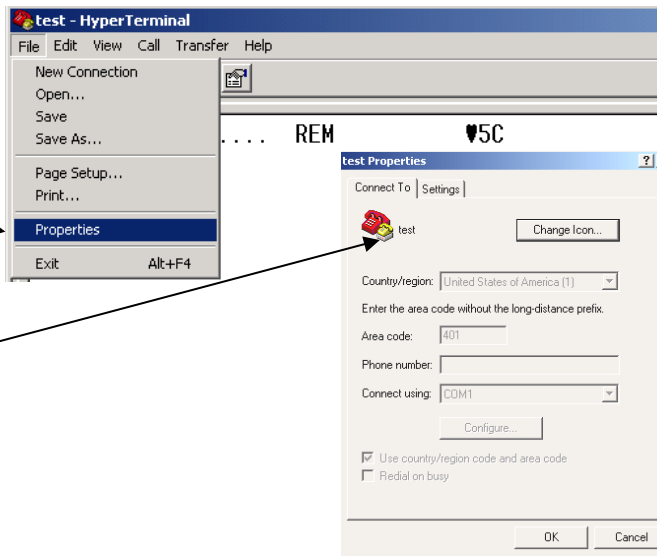 test - HyperTerminal
File Edit View Call Transfer Help
New Connection
Open...
Save
Save As...
.... REM ♥5C
Page Setup...
Print...
Properties
Exit Alt+F4
test Properties ?
Connect To Settings
test Change Icon...
Country/region: United States of America (1)
Enter the area code without the long-distance prefix.
Area code: 401
Phone number:
Connect using: COM1
Configure...
Use country/region code and area code
Redial on busy
OK Cancel